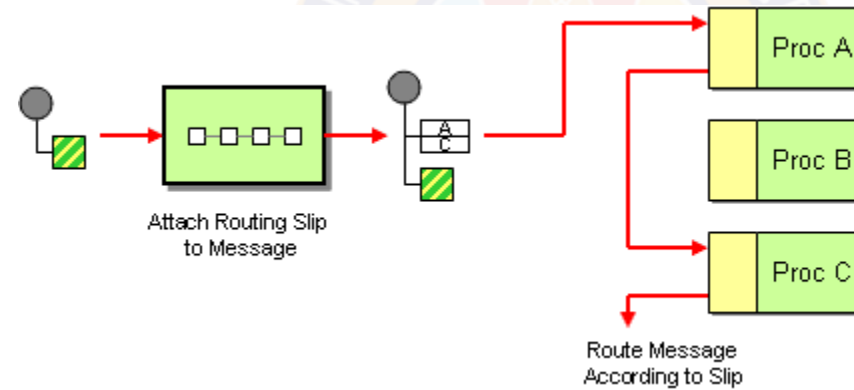 Attach Routing Slip
to Message
A
C
Proc A
Proc B
Proc C
Route Message
According to Slip